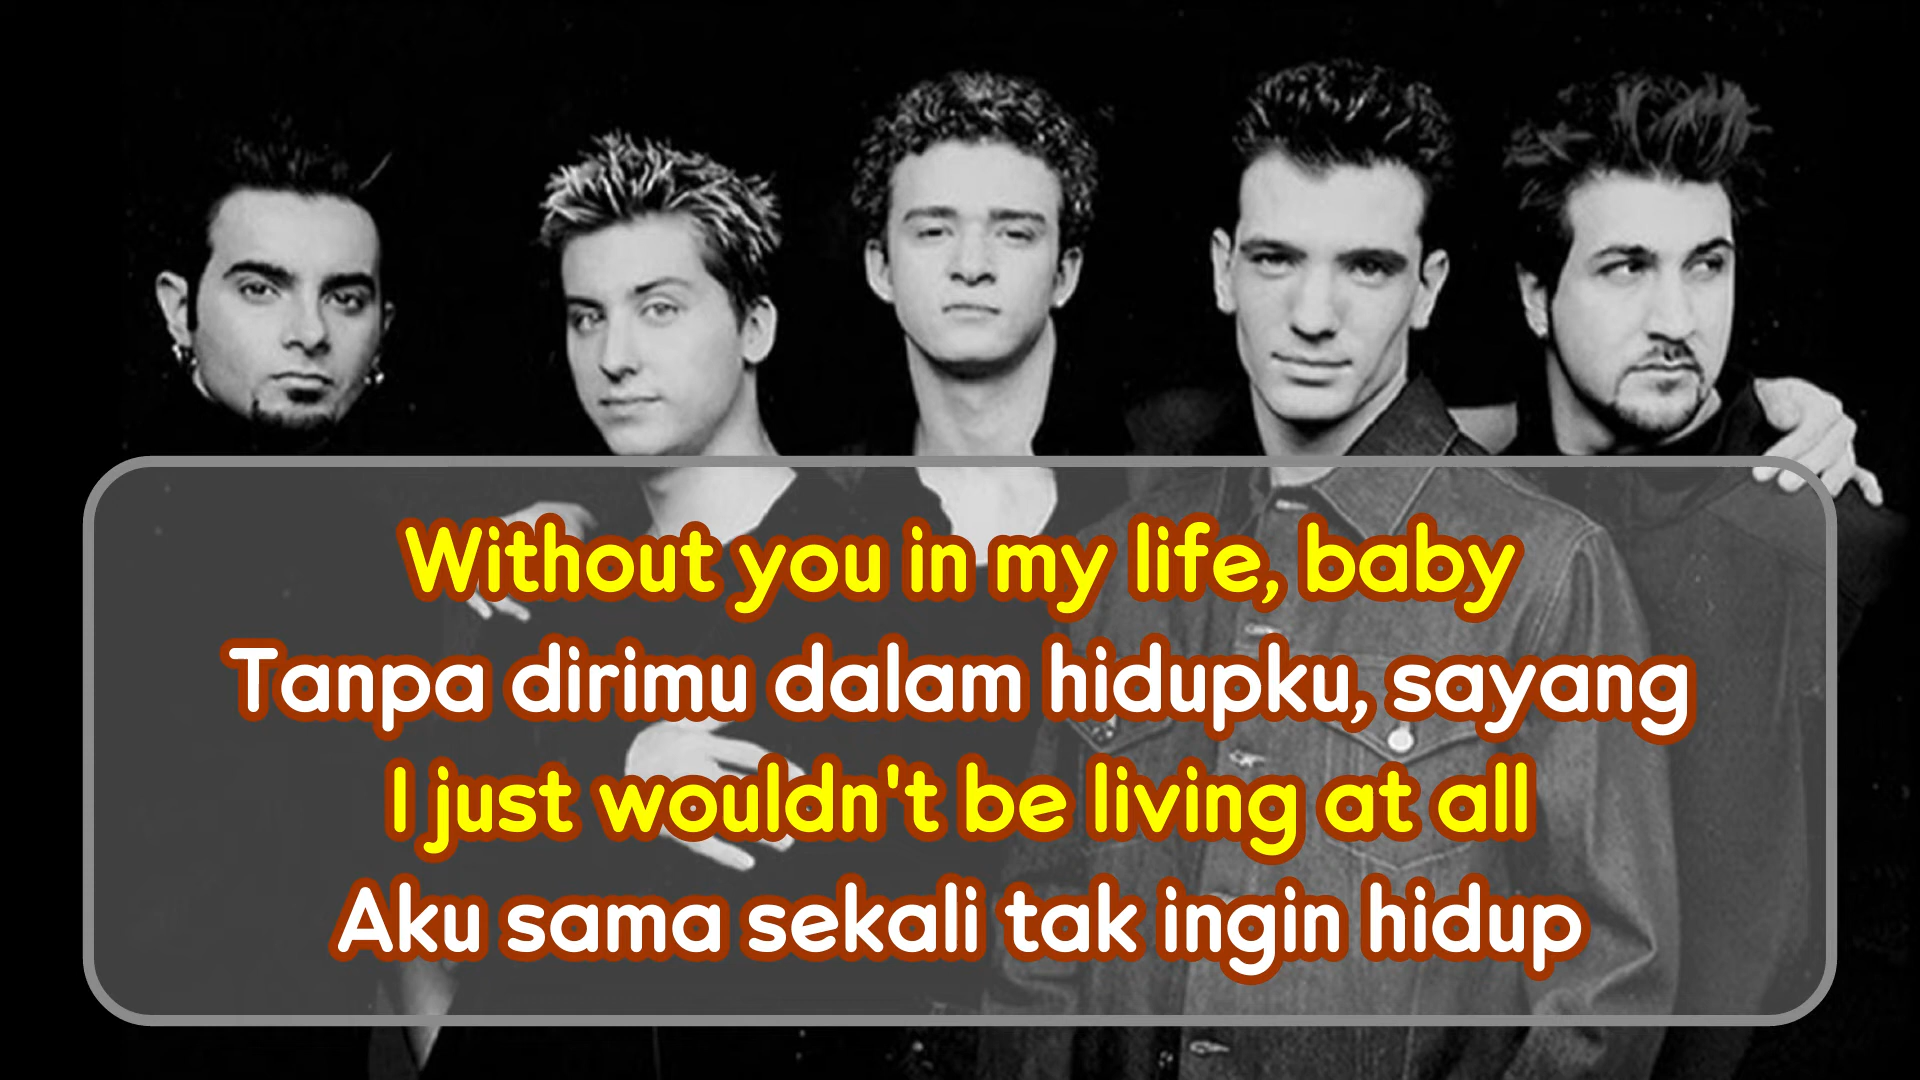 Without you in my life, baby
Tanpa dirimu dalam hidupku, sayang
I just wouldn't be living at all
Aku sama sekali tak ingin hidup